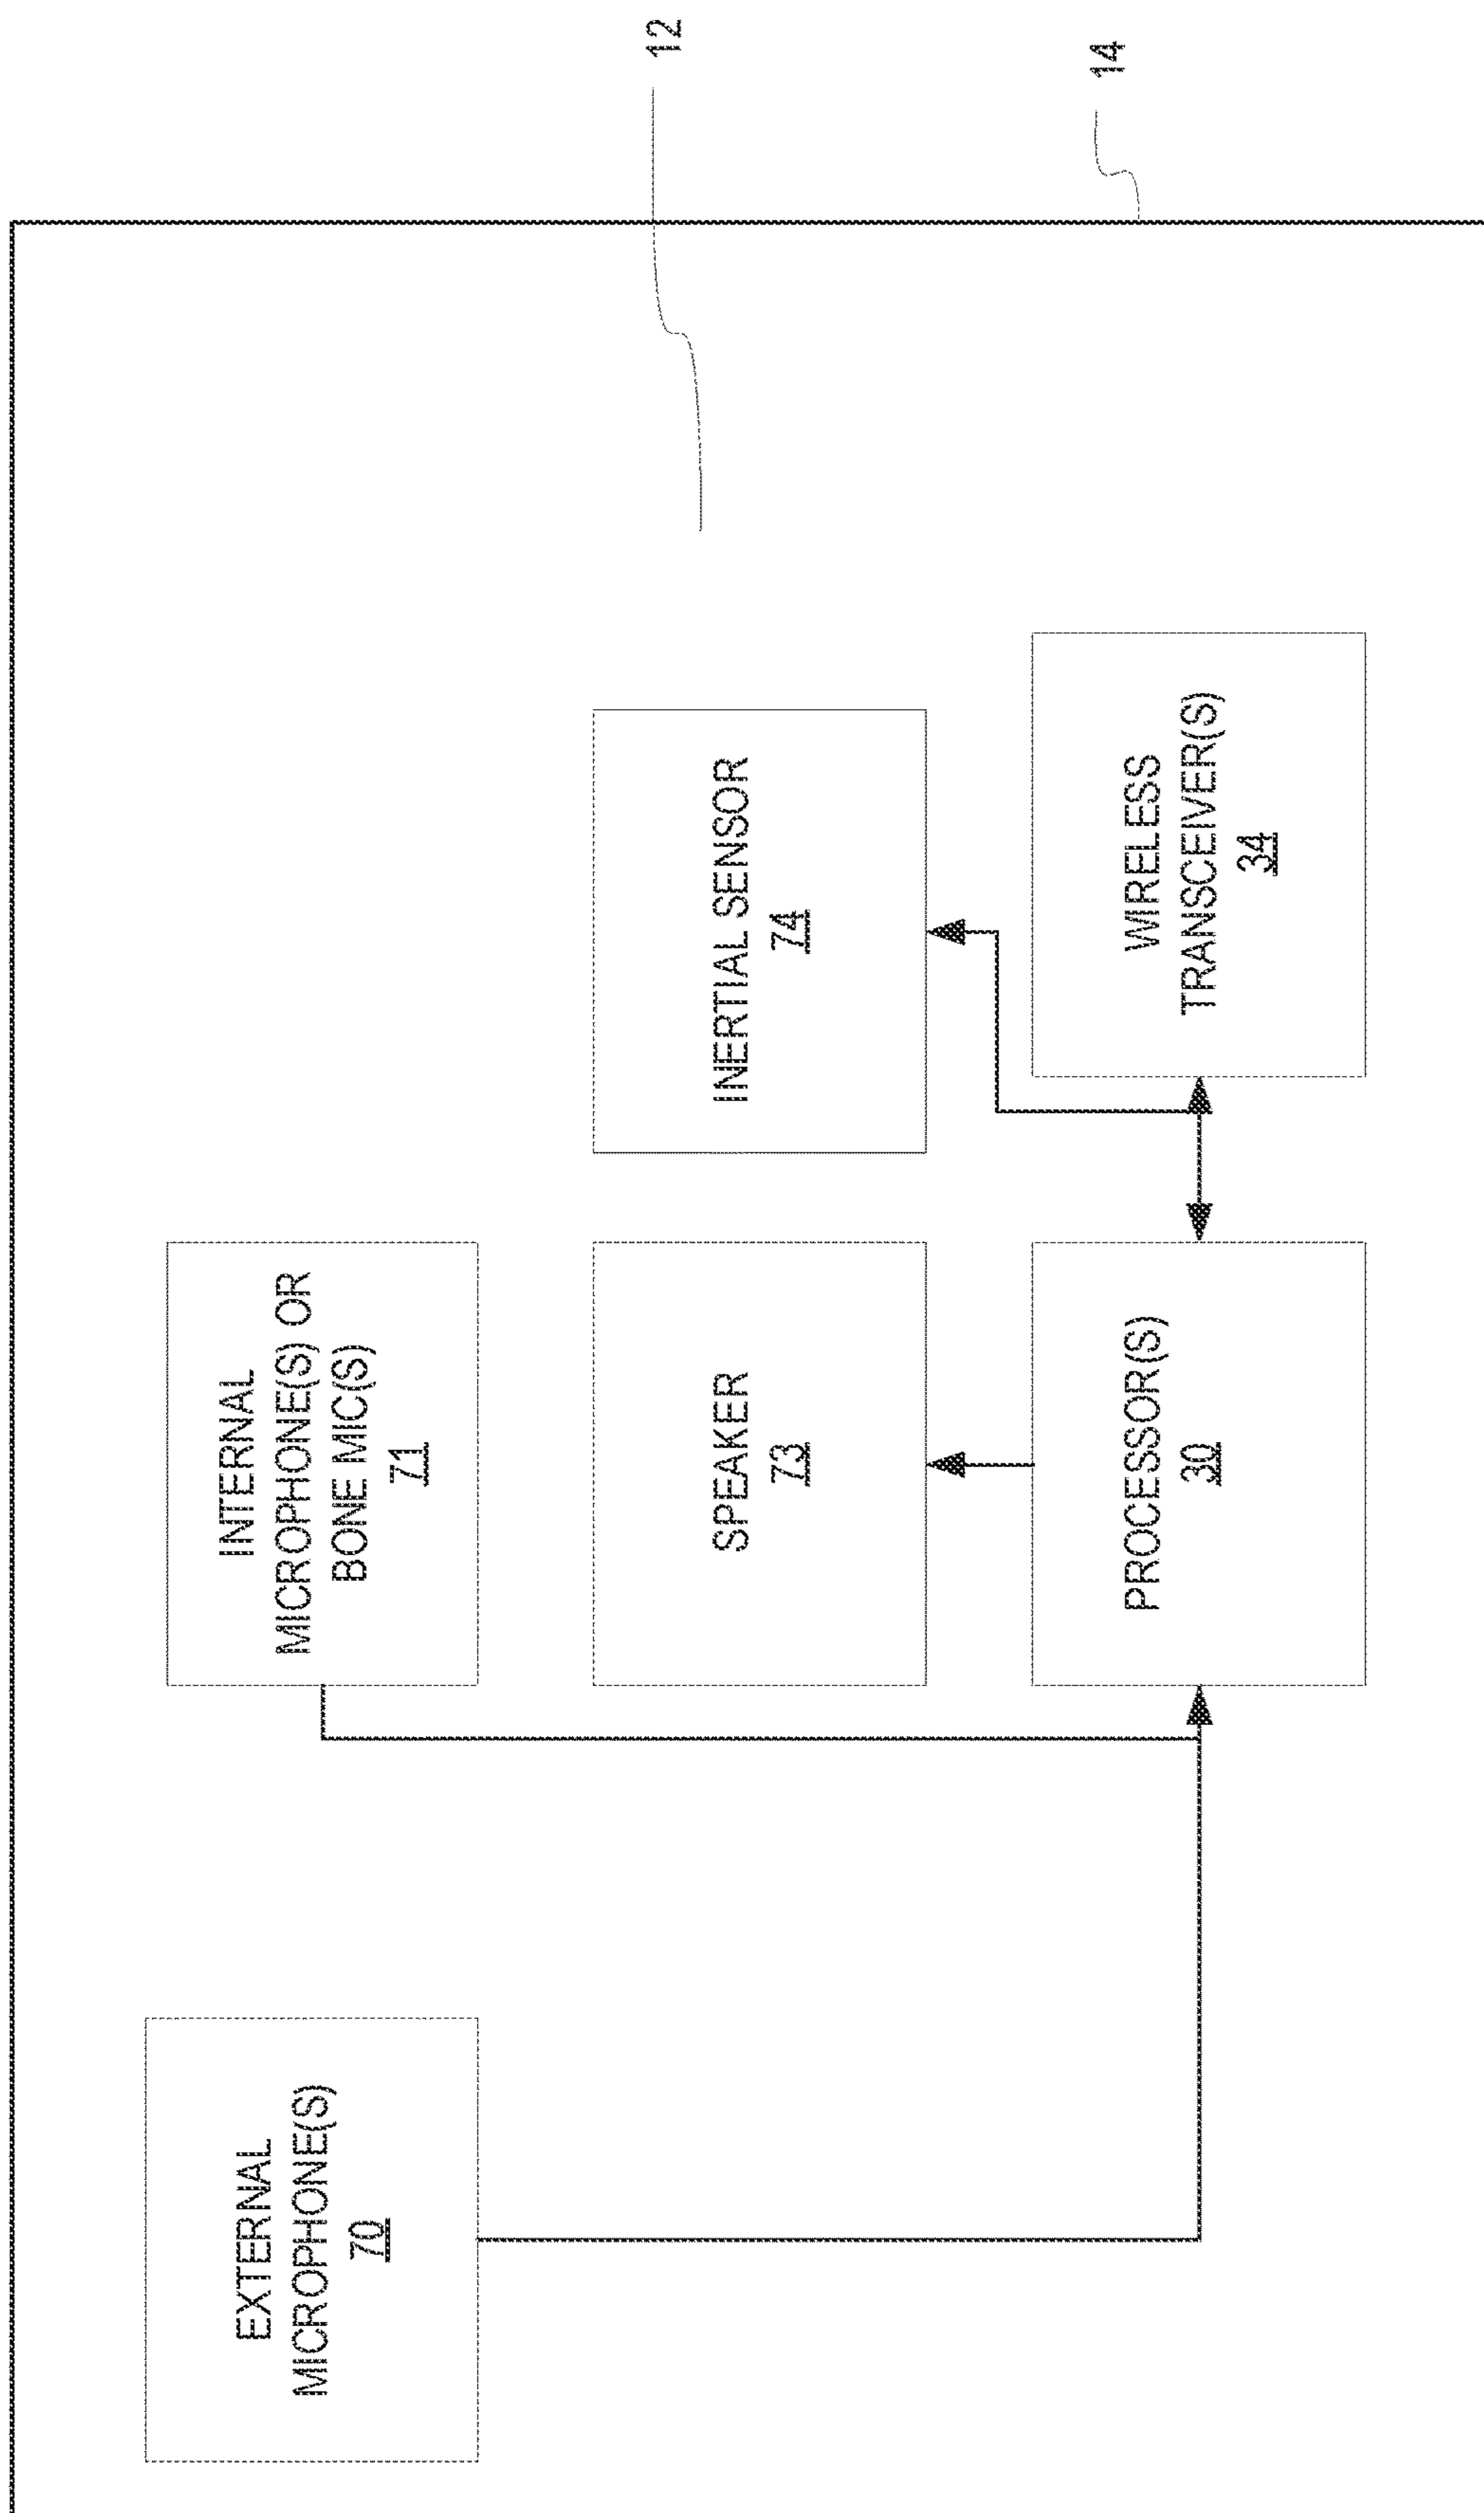 EXTERNAL
MICROPHONE(S)
70
INTERNAL
MICROPHONE(S) OR
BONE MIC(S)
71
SPEAKER
73
INERTIAL SENSOR
74
12
PROCESSOR(S)
30
WIRELESS
TRANSCEIVER(S)
34
14